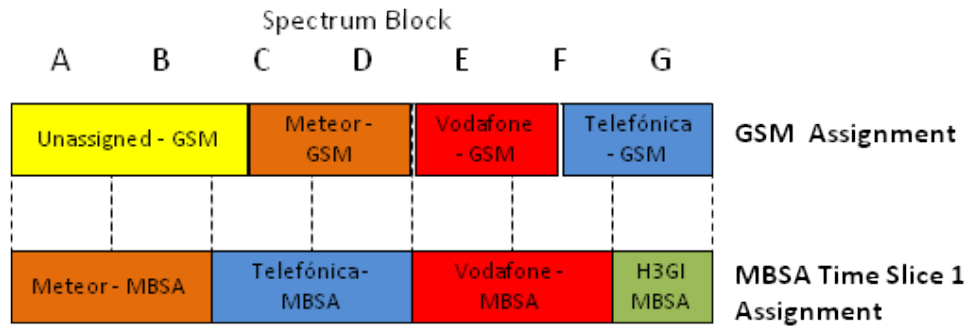 Spectrum Block
A B C D E F G
Unassigned - GSM
Meteor -
GSM
Vodafone
- GSM
Telefónica
- GSM
GSM Assignment
Meteor - MBSA
Telefónica-
MBSA
Vodafone -
MBSA
H3GI
MBSA
MBSA Time Slice 1
Assignment